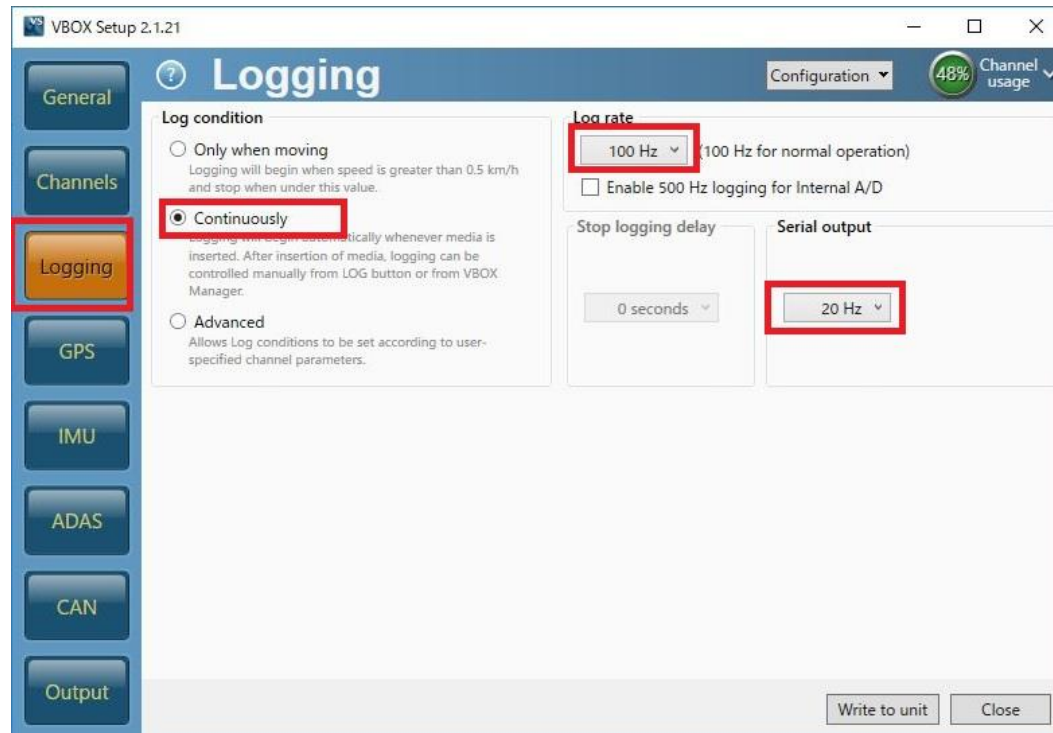 VBOX Setup 2.1.21
General
Channels
Logging
GPS
IMU
ADAS
CAN
Output
? Logging
Configuration
48%
Channel
usage
Log condition
Only when moving
Logging will begin when speed is greater than 0.5 km/h
and stop when under this value.
Continuously
Logging will begin automatically whenever media is
inserted. After insertion of media, logging can be
controlled manually from LOG button or from VBOX
Manager.
Advanced
Allows Log conditions to be set according to user-
specified channel parameters.
Log rate
100 Hz (100 Hz for normal operation)
Enable 500 Hz logging for Internal A/D
Stop logging delay
0 seconds
Serial output
20 Hz
Write to unit
Close